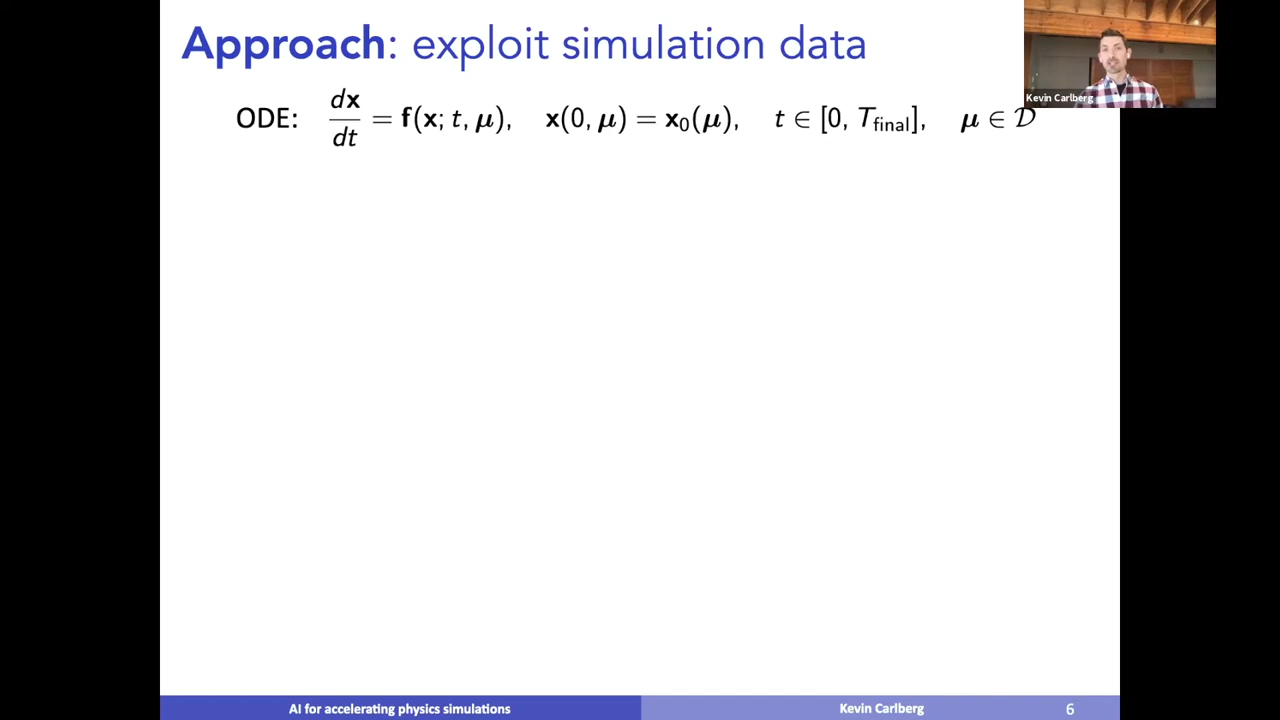 Approach: exploit simulation data
Kevin Carlberg
ODE: dx/dt = f(x; t, μ), x(0, μ) = x₀(μ), t ∈ [0, T_final], μ ∈ 𝒟
AI for accelerating physics simulations
Kevin Carlberg
6